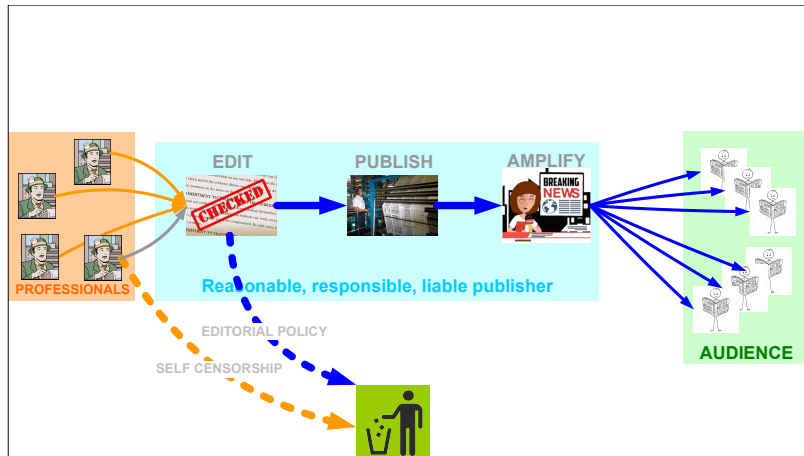 EDIT
PUBLISH
AMPLIFY
CHECKED
BREAKING
NEWS
PROFESSIONALS
Reasonable, responsible, liable publisher
EDITORIAL POLICY
SELF CENSORSHIP
AUDIENCE